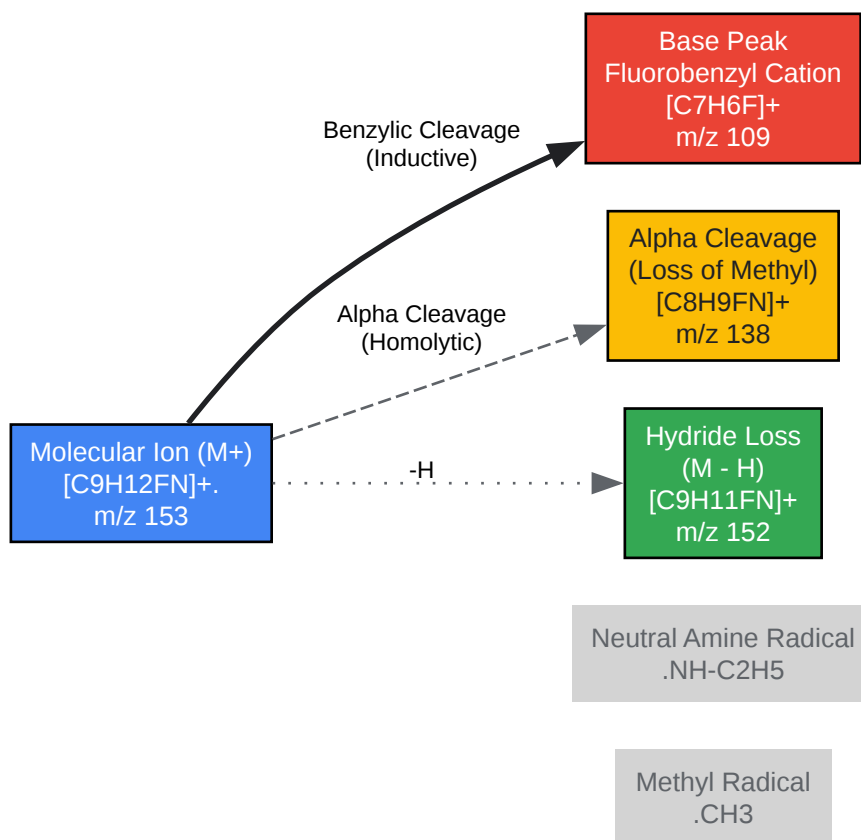 Base Peak
Fluorobenzyl Cation
[C7H6F]+
m/z 109
Benzylic Cleavage
(Inductive)
Alpha Cleavage
(Loss of Methyl)
[C8H9FN]+
m/z 138
Alpha Cleavage
(Homolytic)
Molecular Ion (M+)
[C9H12FN]+.
m/z 153
-H
Hydride Loss
(M - H)
[C9H11FN]+
m/z 152
Neutral Amine Radical
.NH-C2H5
Methyl Radical
.CH3